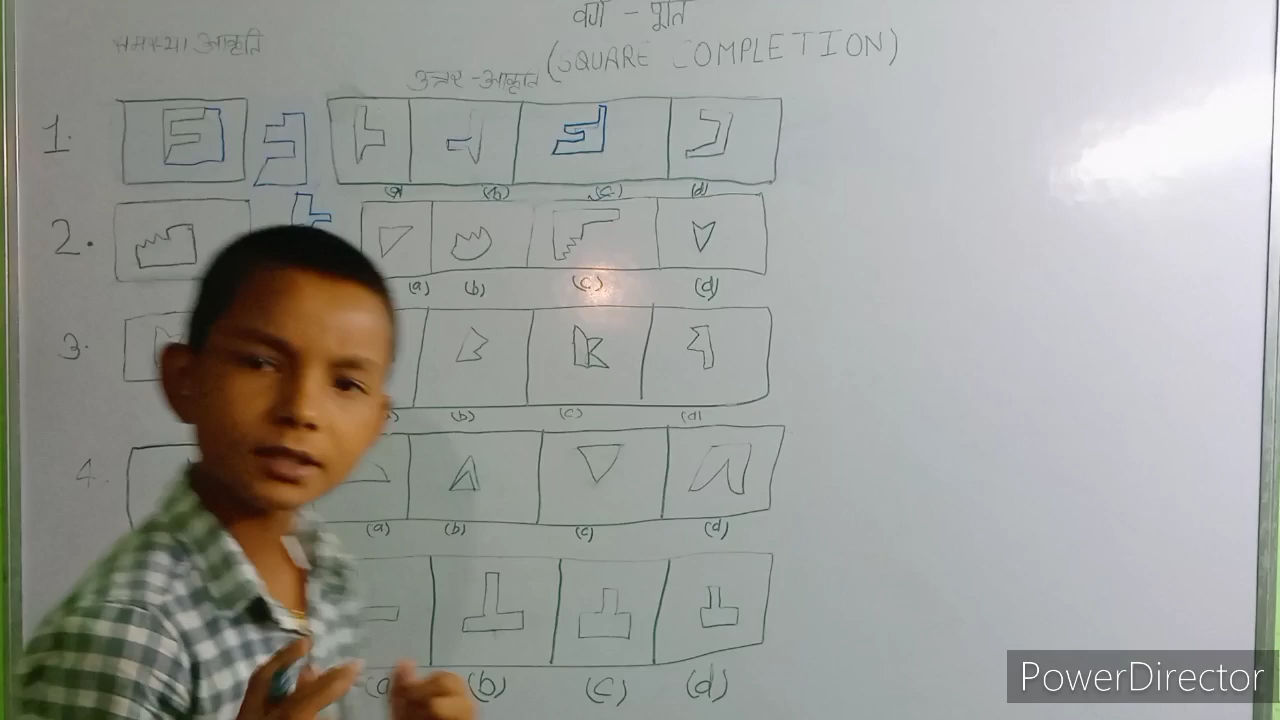 वर्ग - पूर्ति
समस्या आकृति
(SQUARE COMPLETION)
उत्तर - आकृति
1.
(a) (b) (c) (d)
2.
(a) (b) (c) (d)
3.
(b) (c) (d)
4.
(a) (b) (c) (d)
(a) (b) (c) (d)
PowerDirector